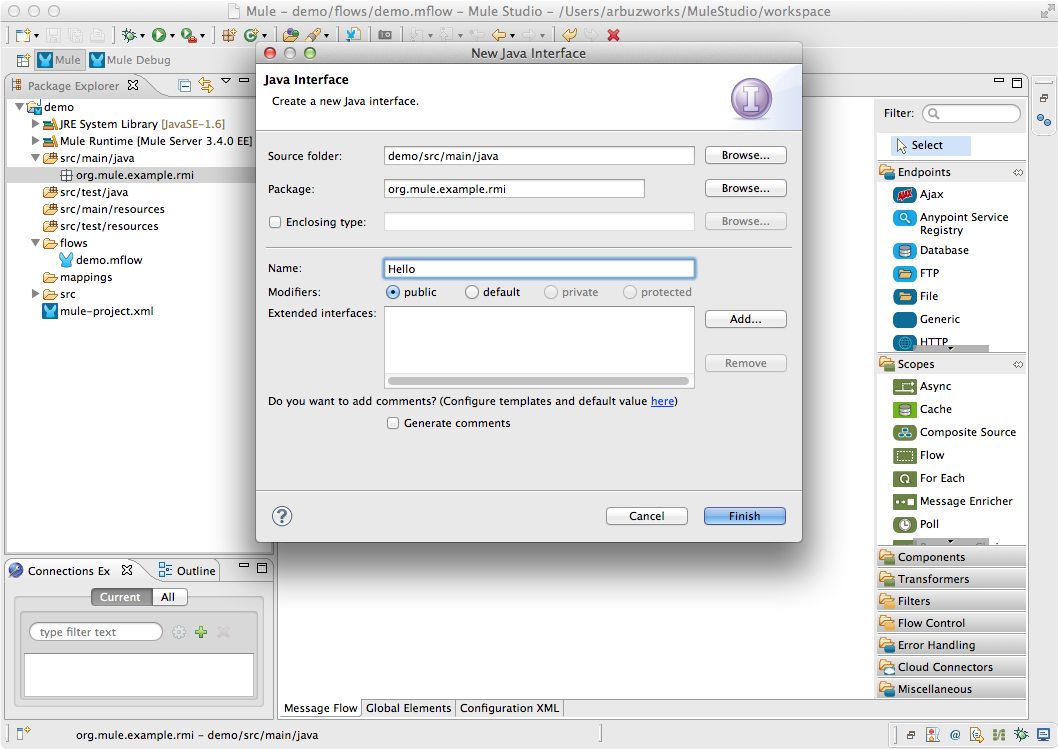 Mule – demo/flows/demo.mflow – Mule Studio – /Users/arbuzworks/MuleStudio/workspace
Mule
Mule Debug
Package Explorer
demo
JRE System Library [JavaSE-1.6]
Mule Runtime [Mule Server 3.4.0 EE]
src/main/java
org.mule.example.rmi
src/test/java
src/main/resources
src/test/resources
flows
demo.mflow
mappings
src
mule-project.xml
New Java Interface
Java Interface
Create a new Java interface.
I
Source folder:
demo/src/main/java
Browse...
Package:
org.mule.example.rmi
Browse...
Enclosing type:
Browse...
Name:
Hello
Modifiers:
public
default
private
protected
Extended interfaces:
Add...
Remove
Do you want to add comments? (Configure templates and default value here)
Generate comments
?
Cancel
Finish
Filter:
Select
Endpoints
Ajax
Anypoint Service
Registry
Database
FTP
File
Generic
HTTP
Scopes
Async
Cache
Composite Source
Flow
For Each
Message Enricher
Poll
Components
Transformers
Filters
Flow Control
Error Handling
Cloud Connectors
Miscellaneous
Connections Ex
Outline
Current
All
type filter text
Message Flow
Global Elements
Configuration XML
org.mule.example.rmi – demo/src/main/java